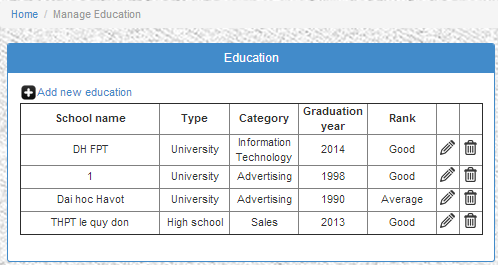 Home / Manage Education
Education
Add new education
School name Type Category Graduation year Rank
DH FPT University Information Technology 2014 Good
1 University Advertising 1998 Good
Dai hoc Havot University Advertising 1990 Average
THPT le quy don High school Sales 2013 Good